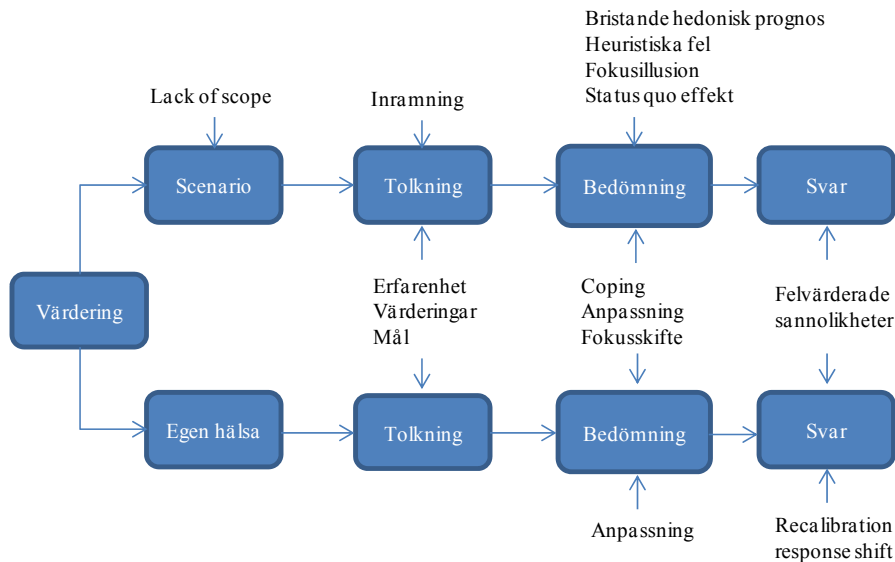 Bristande hedonisk prognos
Heuristiska fel
Fokusillusion
Status quo effekt
Lack of scope
Inramning
Scenario
Tolkning
Bedömning
Svar
Värdering
Erfarenhet
Värderingar
Mål
Coping
Anpassning
Fokusskifte
Felvärderade
sannolikheter
Egen hälsa
Tolkning
Bedömning
Svar
Anpassning
Recalibration
response shift